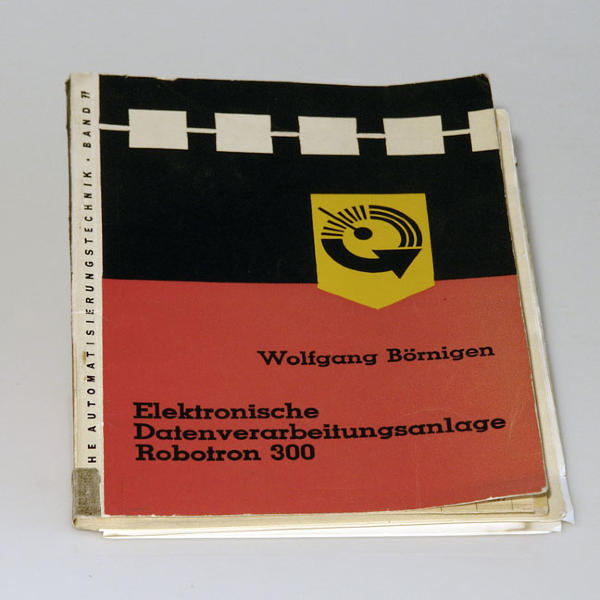 HE AUTOMATISIERUNGSTECHNIK · BAND 77
Wolfgang Börnigen
Elektronische
Datenverarbeitungsanlage
Robotron 300